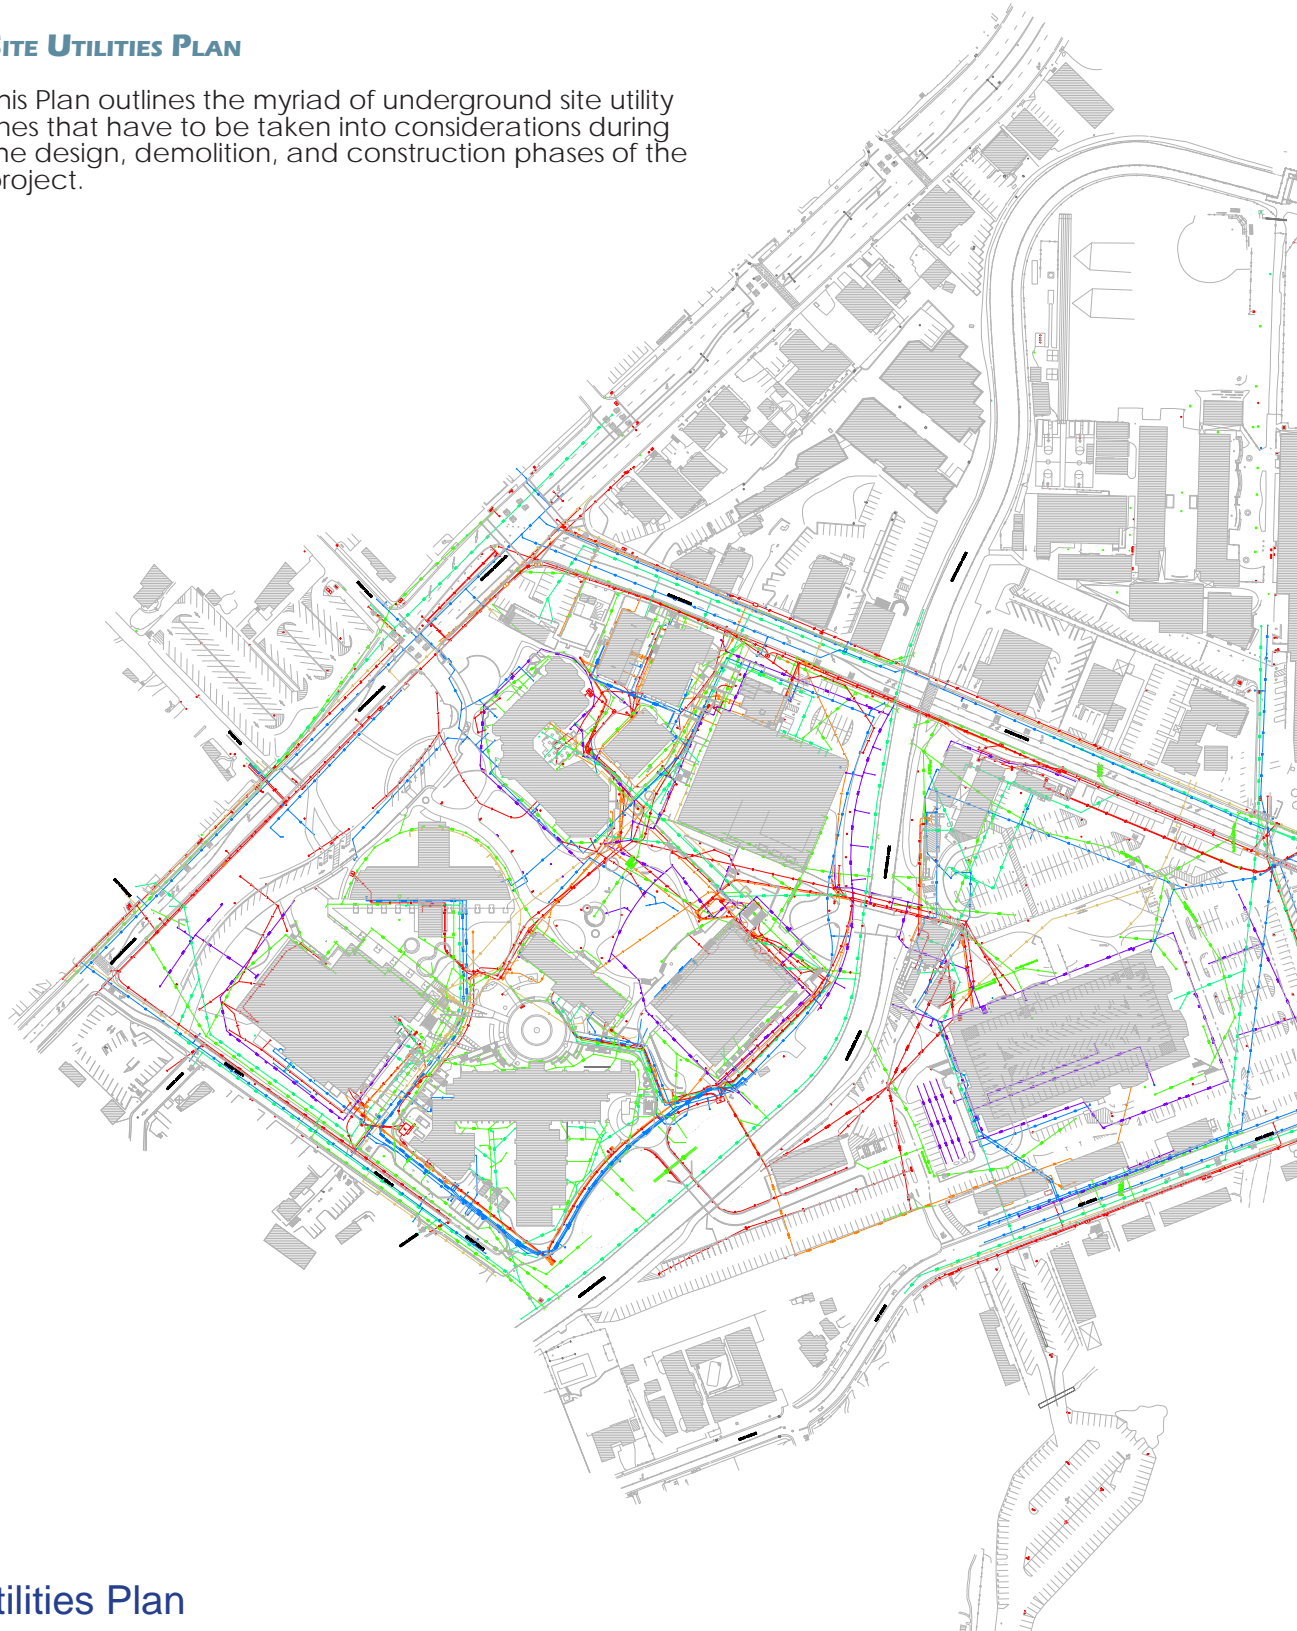 ITE UTILITIES PLAN
his Plan outlines the myriad of underground site utility
nes that have to be taken into considerations during
he design, demolition, and construction phases of the
roject.
tilities Plan